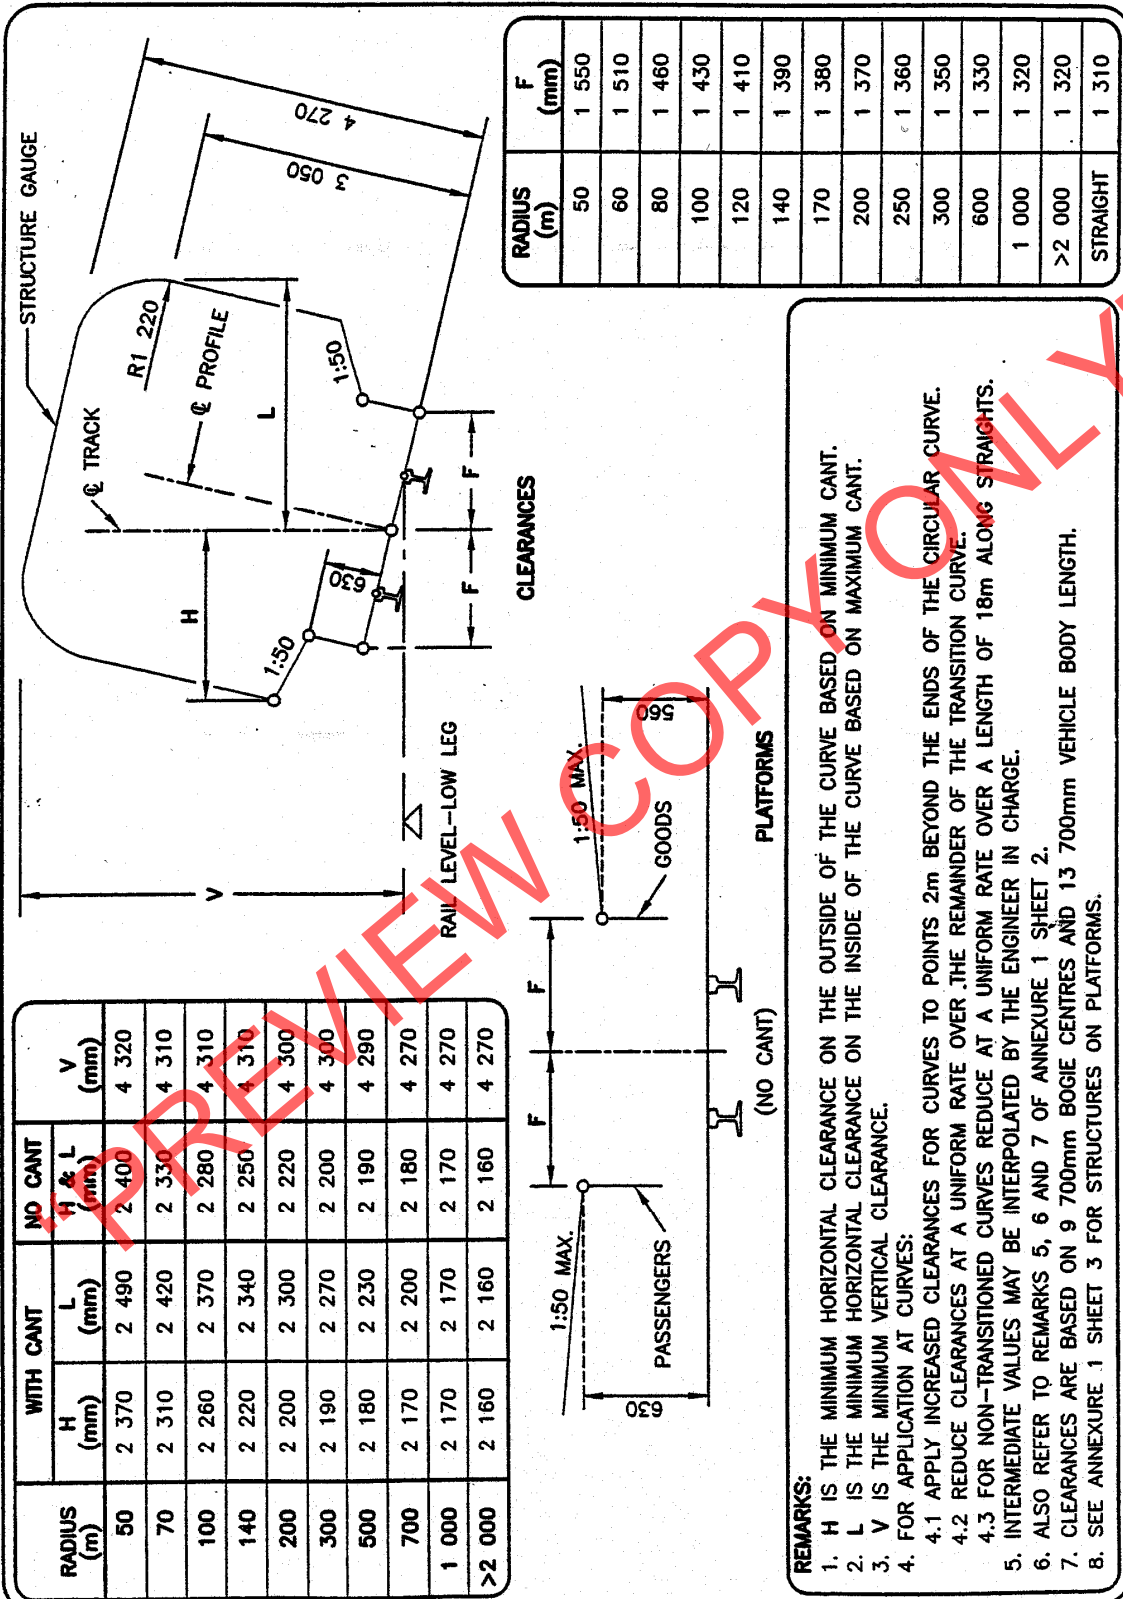 RADIUS (m) | WITH CANT H (mm) | WITH CANT L (mm) | NO CANT H & L (mm) | V (mm)
50 | 2 370 | 2 490 | 2 400 | 4 320
70 | 2 310 | 2 420 | 2 330 | 4 310
100 | 2 260 | 2 370 | 2 280 | 4 310
140 | 2 220 | 2 340 | 2 250 | 4 310
200 | 2 200 | 2 300 | 2 220 | 4 300
300 | 2 190 | 2 270 | 2 200 | 4 300
500 | 2 180 | 2 230 | 2 190 | 4 290
700 | 2 170 | 2 200 | 2 180 | 4 270
1 000 | 2 170 | 2 170 | 2 170 | 4 270
>2 000 | 2 160 | 2 160 | 2 160 | 4 270
STRUCTURE GAUGE
℄ TRACK
℄ PROFILE
R1 220
4 270
3 050
H
L
V
1:50
1:50
630
F
F
RAIL LEVEL-LOW LEG
CLEARANCES
1:50 MAX.
1:50 MAX.
F
F
PASSENGERS
GOODS
630
560
(NO CANT)
PLATFORMS
RADIUS (m) | F (mm)
50 | 1 550
60 | 1 510
80 | 1 460
100 | 1 430
120 | 1 410
140 | 1 390
170 | 1 380
200 | 1 370
250 | 1 360
300 | 1 350
600 | 1 330
1 000 | 1 320
>2 000 | 1 320
STRAIGHT | 1 310
REMARKS:
1. H IS THE MINIMUM HORIZONTAL CLEARANCE ON THE OUTSIDE OF THE CURVE BASED ON MINIMUM CANT.
2. L IS THE MINIMUM HORIZONTAL CLEARANCE ON THE INSIDE OF THE CURVE BASED ON MAXIMUM CANT.
3. V IS THE MINIMUM VERTICAL CLEARANCE.
4. FOR APPLICATION AT CURVES:
4.1 APPLY INCREASED CLEARANCES FOR CURVES TO POINTS 2m BEYOND THE ENDS OF THE CIRCULAR CURVE.
4.2 REDUCE CLEARANCES AT A UNIFORM RATE OVER THE REMAINDER OF THE TRANSITION CURVE.
4.3 FOR NON-TRANSITIONED CURVES REDUCE AT A UNIFORM RATE OVER A LENGTH OF 18m ALONG STRAIGHTS.
5. INTERMEDIATE VALUES MAY BE INTERPOLATED BY THE ENGINEER IN CHARGE.
6. ALSO REFER TO REMARKS 5, 6 AND 7 OF ANNEXURE 1 SHEET 2.
7. CLEARANCES ARE BASED ON 9 700mm BOGIE CENTRES AND 13 700mm VEHICLE BODY LENGTH.
8. SEE ANNEXURE 1 SHEET 3 FOR STRUCTURES ON PLATFORMS.
"PREVIEW COPY ONLY